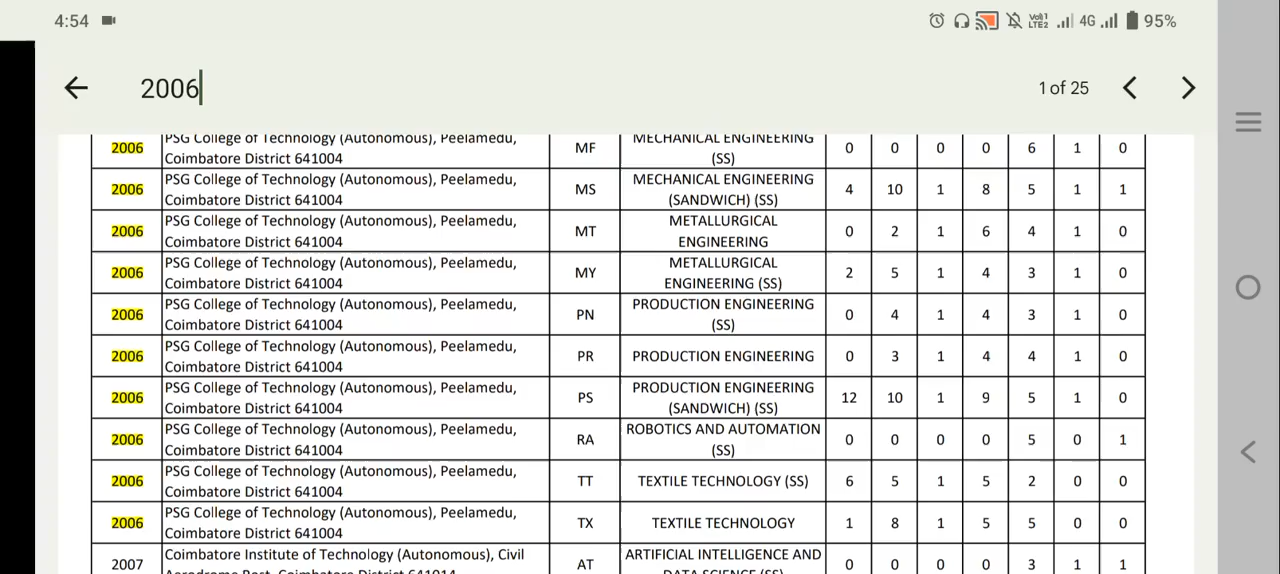 4:54 Vo)) 1 LTE2 4G 95%
2006 1 of 25
2006 PSG College of Technology (Autonomous), Peelamedu, Coimbatore District 641004 MF MECHANICAL ENGINEERING (SS) 0 0 0 0 6 1 0
2006 PSG College of Technology (Autonomous), Peelamedu, Coimbatore District 641004 MS MECHANICAL ENGINEERING (SANDWICH) (SS) 4 10 1 8 5 1 1
2006 PSG College of Technology (Autonomous), Peelamedu, Coimbatore District 641004 MT METALLURGICAL ENGINEERING 0 2 1 6 4 1 0
2006 PSG College of Technology (Autonomous), Peelamedu, Coimbatore District 641004 MY METALLURGICAL ENGINEERING (SS) 2 5 1 4 3 1 0
2006 PSG College of Technology (Autonomous), Peelamedu, Coimbatore District 641004 PN PRODUCTION ENGINEERING (SS) 0 4 1 4 3 1 0
2006 PSG College of Technology (Autonomous), Peelamedu, Coimbatore District 641004 PR PRODUCTION ENGINEERING 0 3 1 4 4 1 0
2006 PSG College of Technology (Autonomous), Peelamedu, Coimbatore District 641004 PS PRODUCTION ENGINEERING (SANDWICH) (SS) 12 10 1 9 5 1 0
2006 PSG College of Technology (Autonomous), Peelamedu, Coimbatore District 641004 RA ROBOTICS AND AUTOMATION (SS) 0 0 0 0 5 0 1
2006 PSG College of Technology (Autonomous), Peelamedu, Coimbatore District 641004 TT TEXTILE TECHNOLOGY (SS) 6 5 1 5 2 0 0
2006 PSG College of Technology (Autonomous), Peelamedu, Coimbatore District 641004 TX TEXTILE TECHNOLOGY 1 8 1 5 5 0 0
2007 Coimbatore Institute of Technology (Autonomous), Civil Aerodrome Post, Coimbatore District 641014 AT ARTIFICIAL INTELLIGENCE AND DATA SCIENCE (SS) 0 0 0 0 3 1 1